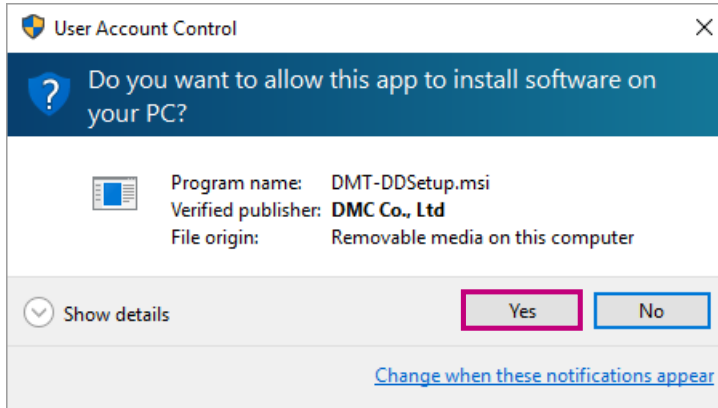 User Account Control
Do you want to allow this app to install software on
your PC?
Program name: DMT-DDSetup.msi
Verified publisher: DMC Co., Ltd
File origin: Removable media on this computer
Show details
Yes
No
Change when these notifications appear